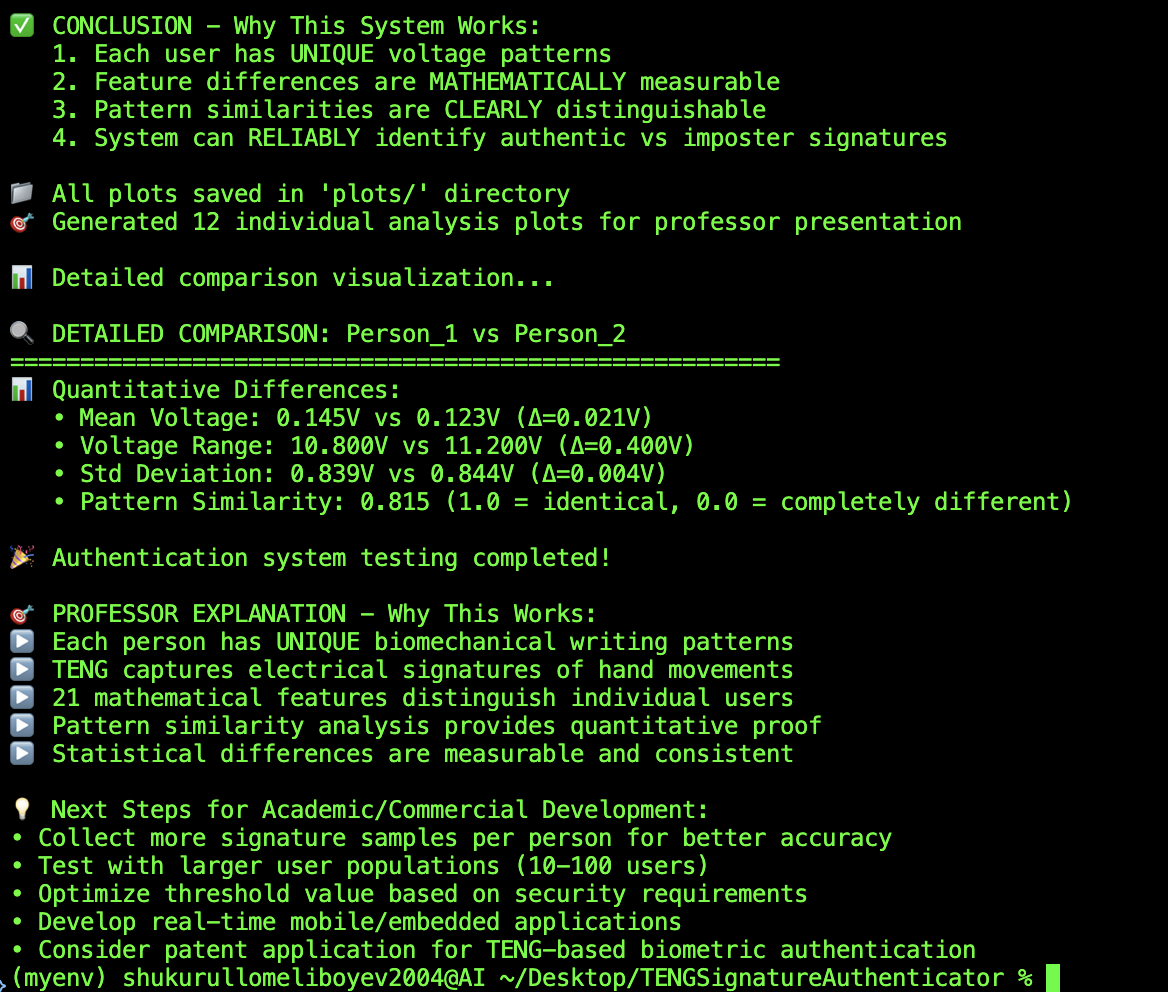 ✅ CONCLUSION – Why This System Works:
1. Each user has UNIQUE voltage patterns
2. Feature differences are MATHEMATICALLY measurable
3. Pattern similarities are CLEARLY distinguishable
4. System can RELIABLY identify authentic vs imposter signatures
📁 All plots saved in 'plots/' directory
🎯 Generated 12 individual analysis plots for professor presentation
📊 Detailed comparison visualization...
🔍 DETAILED COMPARISON: Person_1 vs Person_2
=======================================================
📊 Quantitative Differences:
• Mean Voltage: 0.145V vs 0.123V (Δ=0.021V)
• Voltage Range: 10.800V vs 11.200V (Δ=0.400V)
• Std Deviation: 0.839V vs 0.844V (Δ=0.004V)
• Pattern Similarity: 0.815 (1.0 = identical, 0.0 = completely different)
🎉 Authentication system testing completed!
🎯 PROFESSOR EXPLANATION – Why This Works:
▶️ Each person has UNIQUE biomechanical writing patterns
▶️ TENG captures electrical signatures of hand movements
▶️ 21 mathematical features distinguish individual users
▶️ Pattern similarity analysis provides quantitative proof
▶️ Statistical differences are measurable and consistent
💡 Next Steps for Academic/Commercial Development:
• Collect more signature samples per person for better accuracy
• Test with larger user populations (10–100 users)
• Optimize threshold value based on security requirements
• Develop real-time mobile/embedded applications
• Consider patent application for TENG-based biometric authentication
(myenv) shukurullomeliboyev2004@AI ~/Desktop/TENGSignatureAuthenticator %